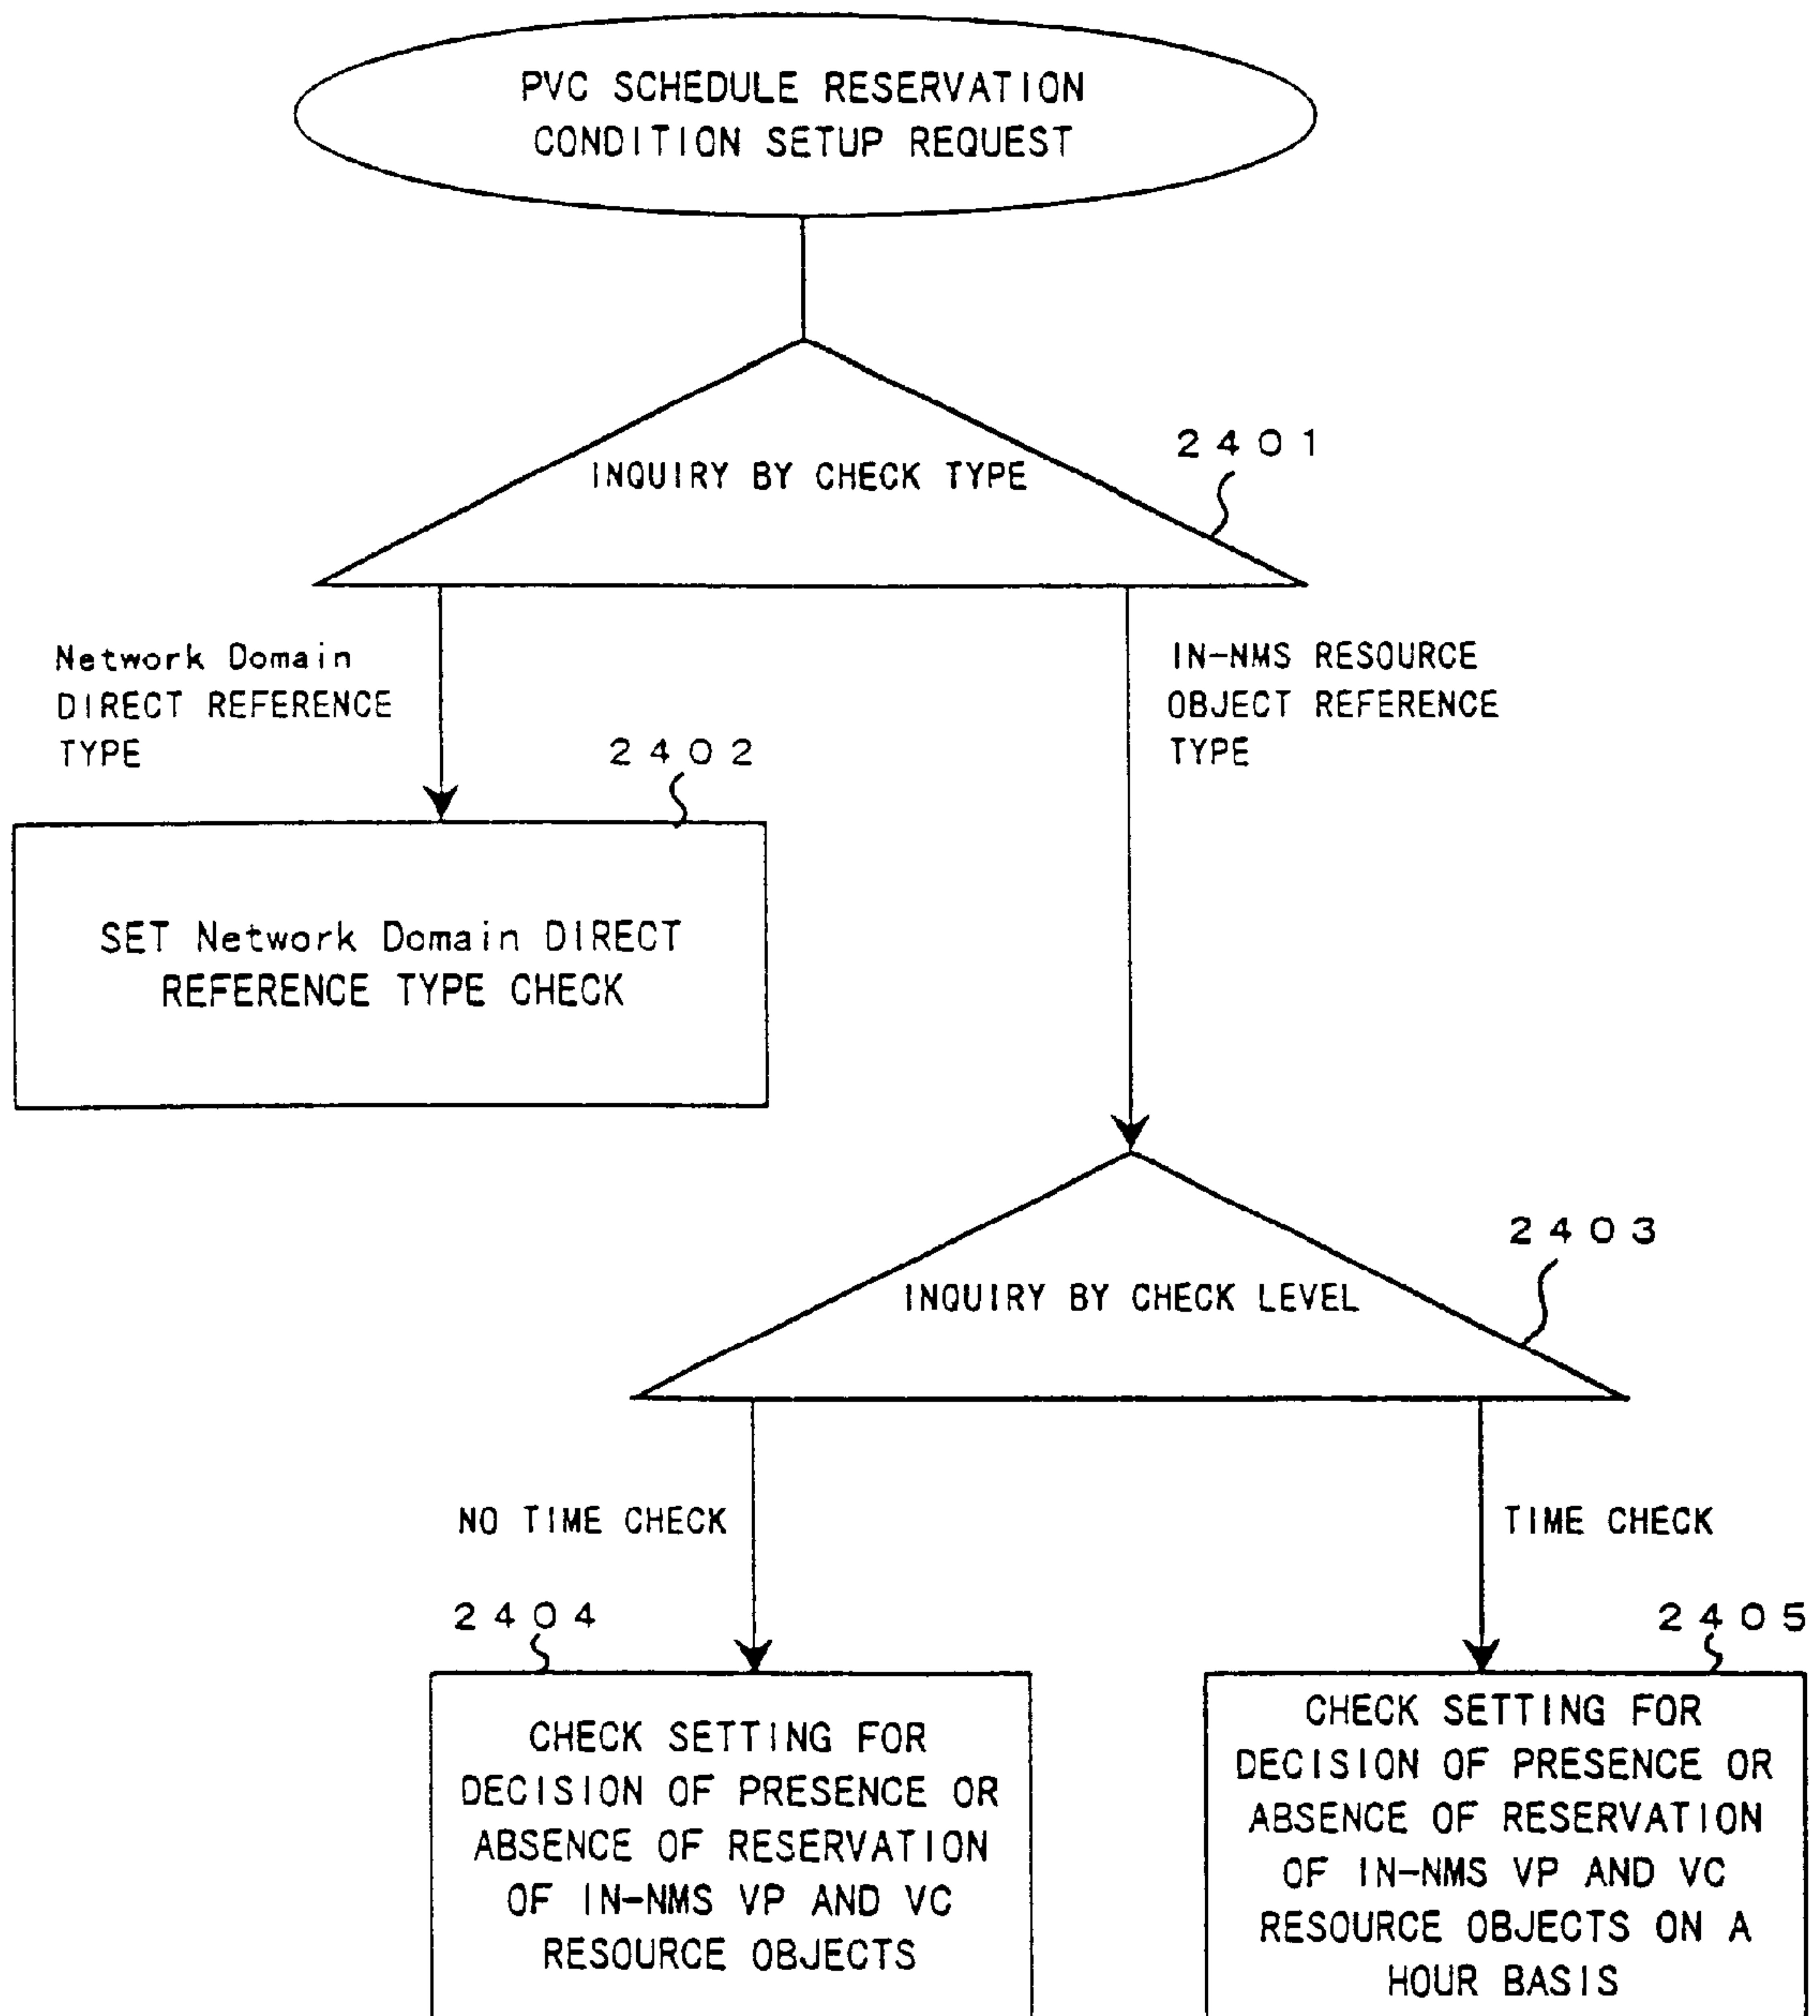 PVC SCHEDULE RESERVATION
CONDITION SETUP REQUEST
2401
INQUIRY BY CHECK TYPE
Network Domain
DIRECT REFERENCE
TYPE
IN-NMS RESOURCE
OBJECT REFERENCE
TYPE
2402
SET Network Domain DIRECT
REFERENCE TYPE CHECK
2403
INQUIRY BY CHECK LEVEL
NO TIME CHECK
TIME CHECK
2404
CHECK SETTING FOR
DECISION OF PRESENCE OR
ABSENCE OF RESERVATION
OF IN-NMS VP AND VC
RESOURCE OBJECTS
2405
CHECK SETTING FOR
DECISION OF PRESENCE OR
ABSENCE OF RESERVATION
OF IN-NMS VP AND VC
RESOURCE OBJECTS ON A
HOUR BASIS